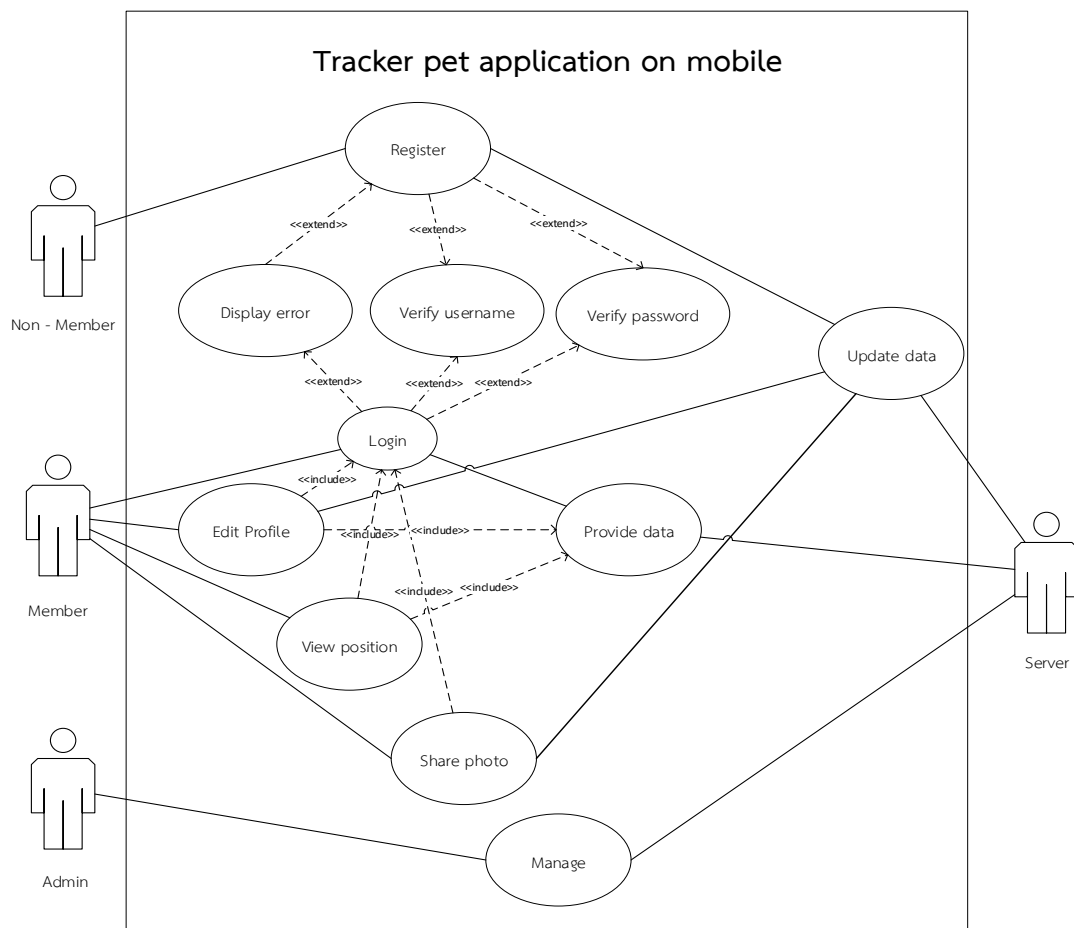 Tracker pet application on mobile
Register
<<extend>>
<<extend>>
<<extend>>
Non - Member
Display error
Verify username
Verify password
Update data
<<extend>>
<<extend>>
<<extend>>
Login
<<include>>
Edit Profile
<<include>>
<<include>>
Provide data
<<include>>
<<include>>
Member
View position
Server
Share photo
Manage
Admin